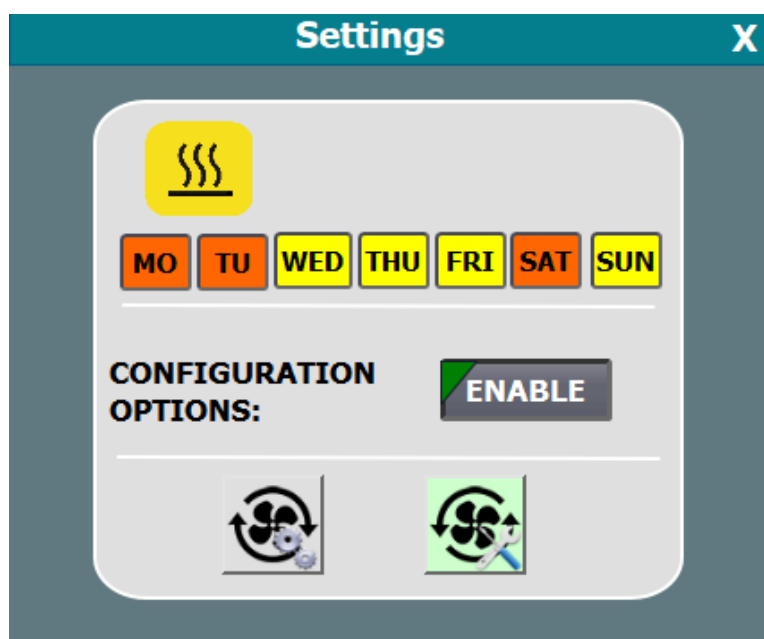 Settings X
MO TU WED THU FRI SAT SUN
CONFIGURATION
OPTIONS:
ENABLE